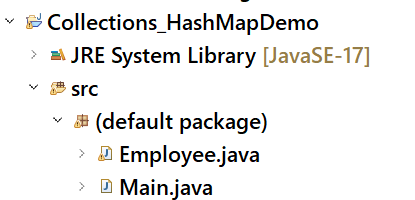 Collections_HashMapDemo
JRE System Library [JavaSE-17]
src
(default package)
Employee.java
Main.java